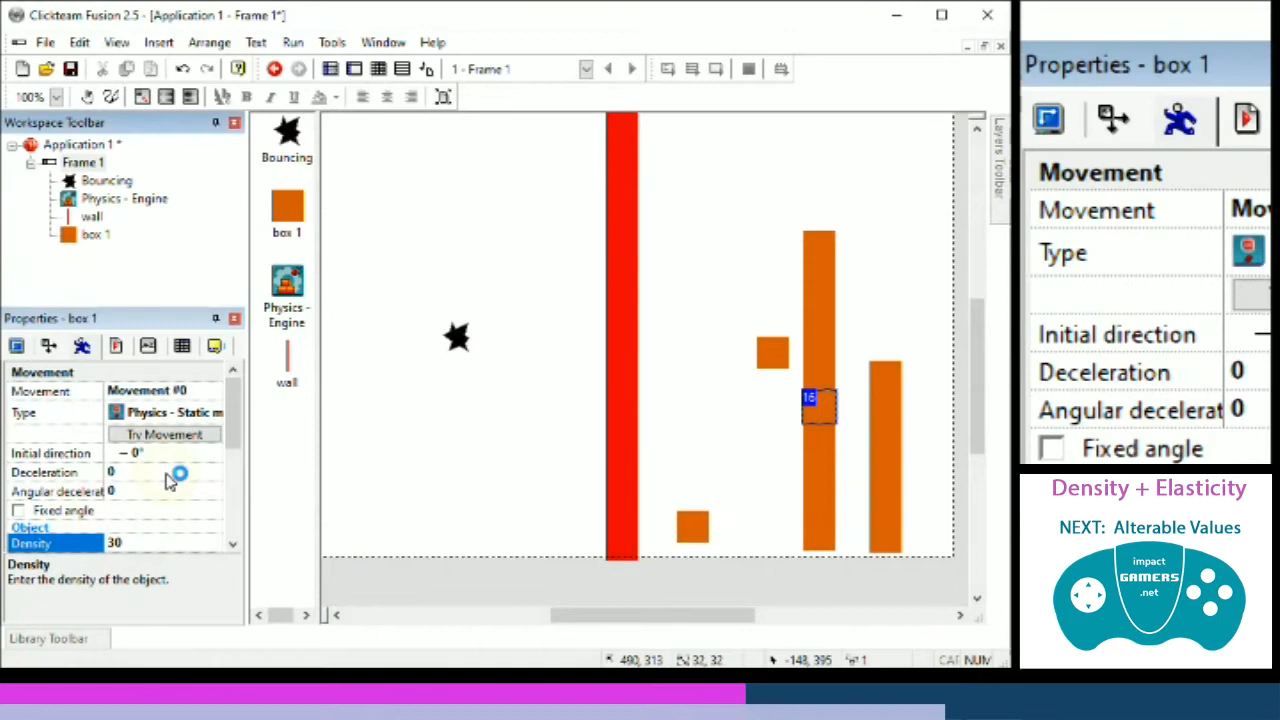 Clickteam Fusion 2.5 - [Application 1 - Frame 1*]
File Edit View Insert Arrange Text Run Tools Window Help
1 - Frame 1
100%
Workspace Toolbar
Application 1 *
Frame 1
Bouncing
Physics - Engine
wall
box 1
Properties - box 1
Movement
Movement Movement #0
Type Physics - Static m
Try Movement
Initial direction 0°
Deceleration 0
Angular decelerat 0
Fixed angle
Object
Density 30
Density
Enter the density of the object.
Library Toolbar
Bouncing
box 1
Physics -
Engine
wall
16
Layers Toolbar
490, 313 32, 32 -148, 395 1 CAP NUM
Properties - box 1
Movement
Movement Mov
Type
Initial direction
Deceleration 0
Angular decelerat 0
Fixed angle
Density + Elasticity
NEXT: Alterable Values
impact
GAMERS
.net